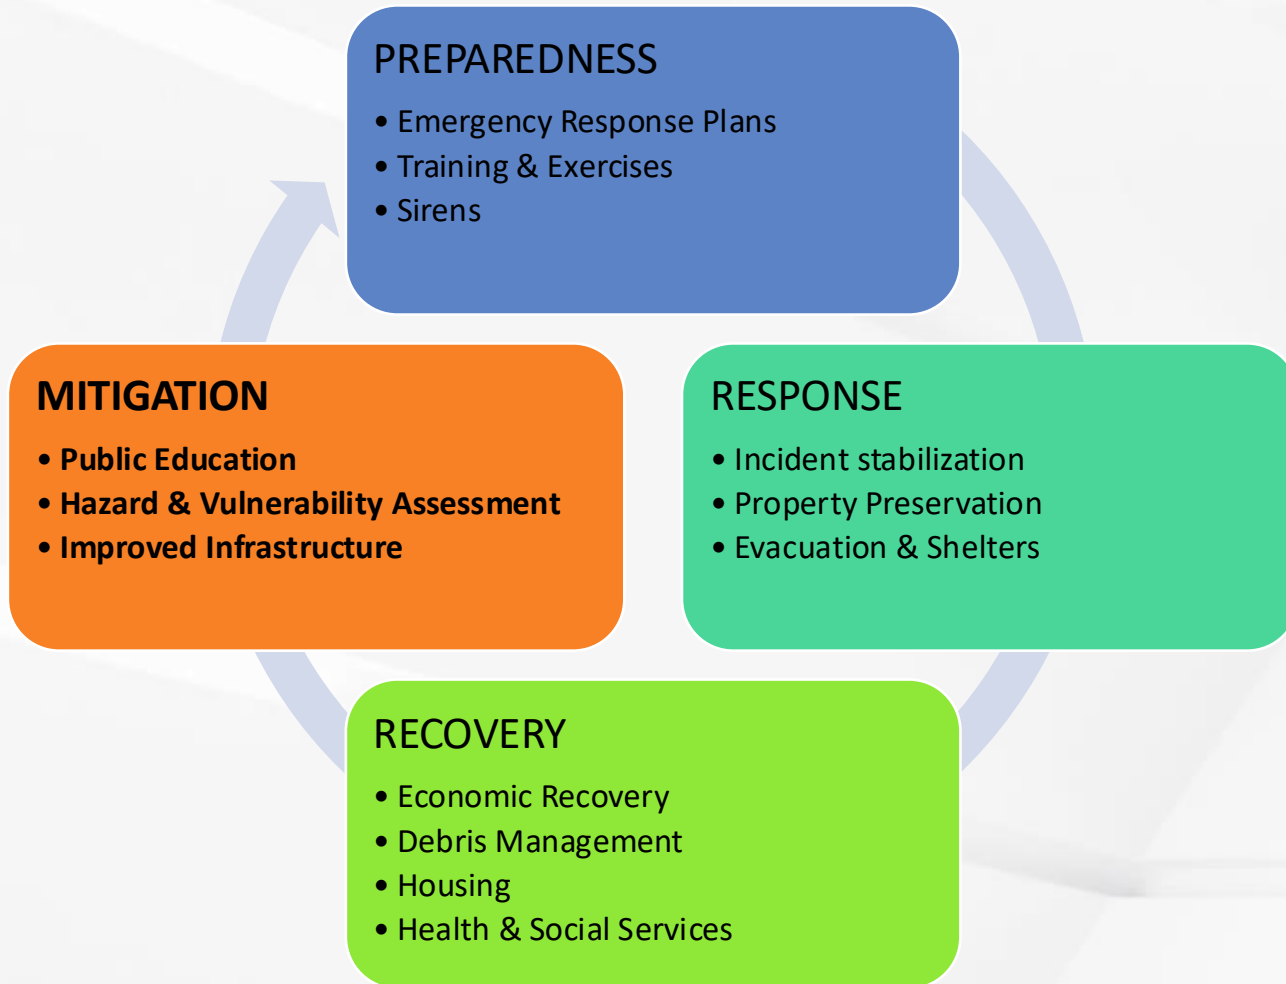 PREPAREDNESS
• Emergency Response Plans
• Training & Exercises
• Sirens
MITIGATION
• Public Education
• Hazard & Vulnerability Assessment
• Improved Infrastructure
RESPONSE
• Incident stabilization
• Property Preservation
• Evacuation & Shelters
RECOVERY
• Economic Recovery
• Debris Management
• Housing
• Health & Social Services